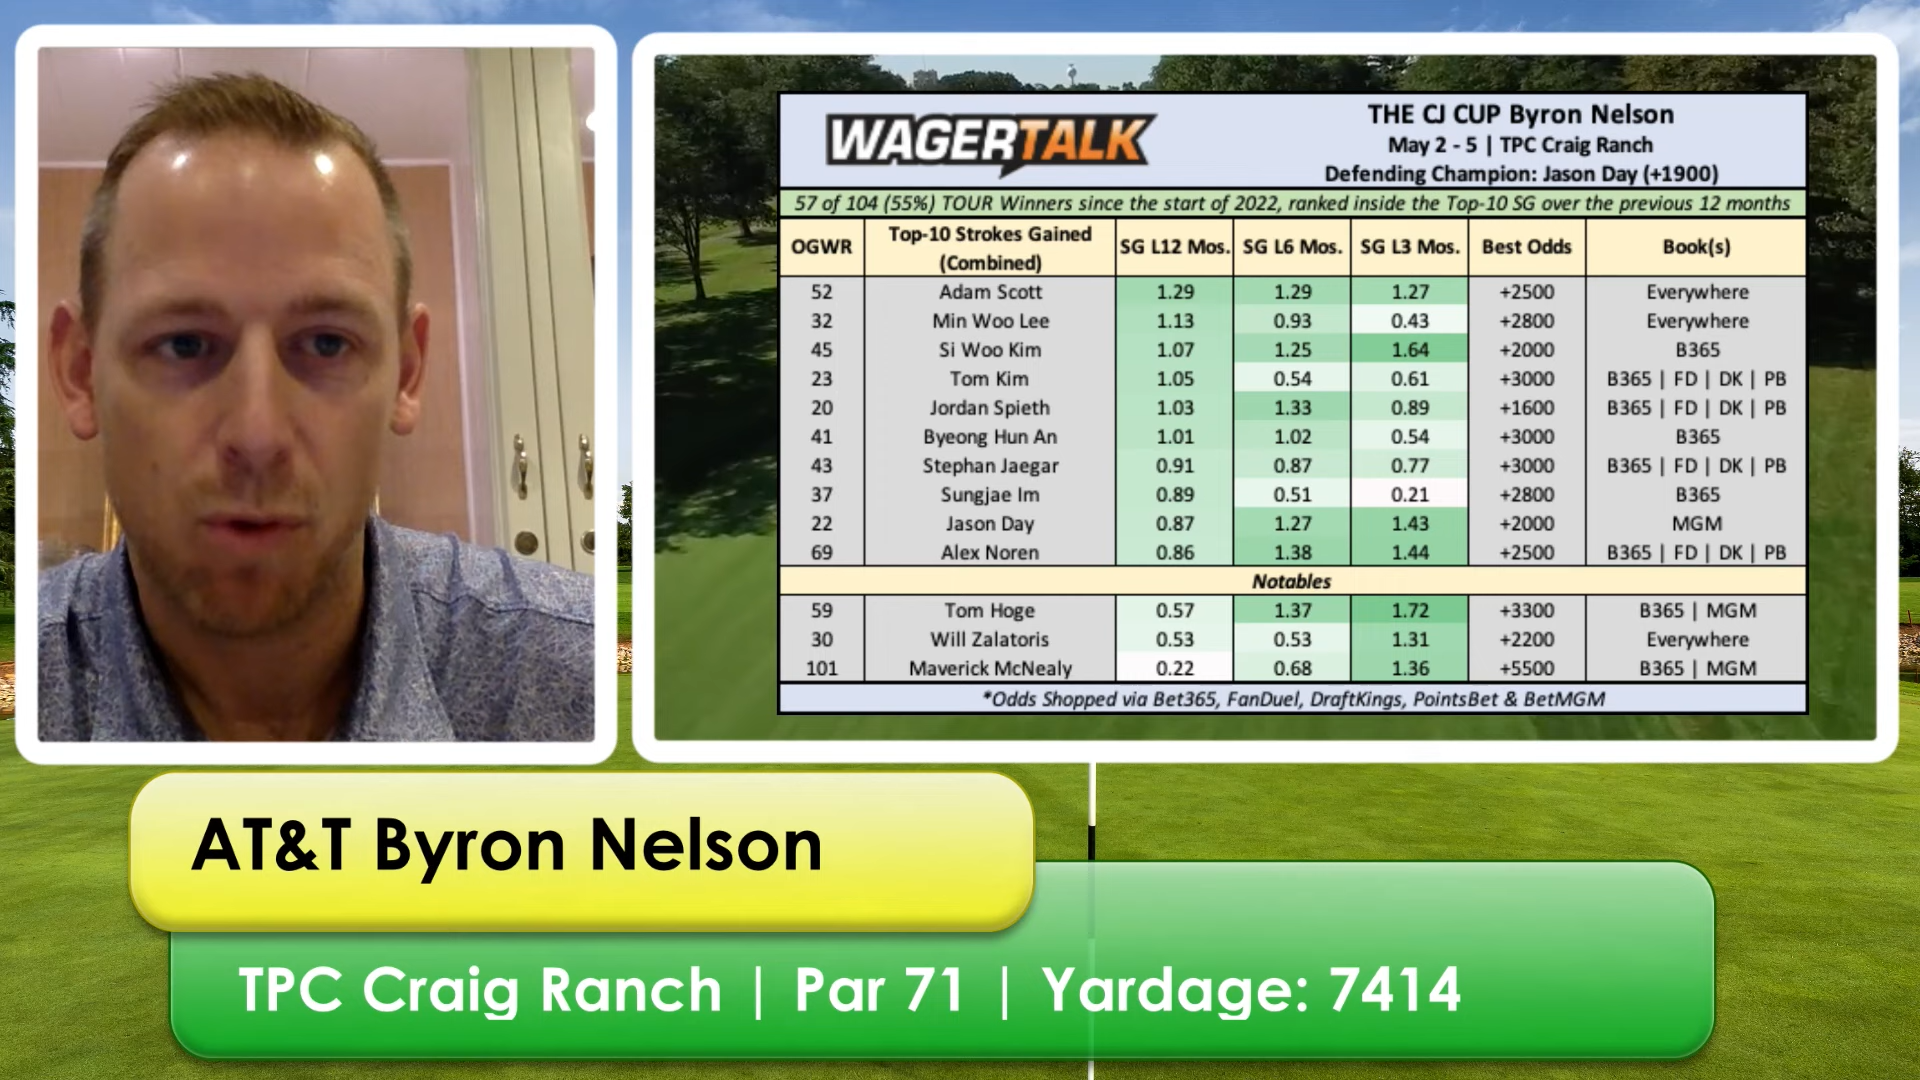 WAGERTALK
THE CJ CUP Byron Nelson
May 2 - 5 | TPC Craig Ranch
Defending Champion: Jason Day (+1900)
57 of 104 (55%) TOUR Winners since the start of 2022, ranked inside the Top-10 SG over the previous 12 months
OGWR Top-10 Strokes Gained (Combined) SG L12 Mos. SG L6 Mos. SG L3 Mos. Best Odds Book(s)
52 Adam Scott 1.29 1.29 1.27 +2500 Everywhere
32 Min Woo Lee 1.13 0.93 0.43 +2800 Everywhere
45 Si Woo Kim 1.07 1.25 1.64 +2000 B365
23 Tom Kim 1.05 0.54 0.61 +3000 B365 | FD | DK | PB
20 Jordan Spieth 1.03 1.33 0.89 +1600 B365 | FD | DK | PB
41 Byeong Hun An 1.01 1.02 0.54 +3000 B365
43 Stephan Jaegar 0.91 0.87 0.77 +3000 B365 | FD | DK | PB
37 Sungjae Im 0.89 0.51 0.21 +2800 B365
22 Jason Day 0.87 1.27 1.43 +2000 MGM
69 Alex Noren 0.86 1.38 1.44 +2500 B365 | FD | DK | PB
Notables
59 Tom Hoge 0.57 1.37 1.72 +3300 B365 | MGM
30 Will Zalatoris 0.53 0.53 1.31 +2200 Everywhere
101 Maverick McNealy 0.22 0.68 1.36 +5500 B365 | MGM
*Odds Shopped via Bet365, FanDuel, DraftKings, PointsBet & BetMGM
AT&T Byron Nelson
TPC Craig Ranch | Par 71 | Yardage: 7414